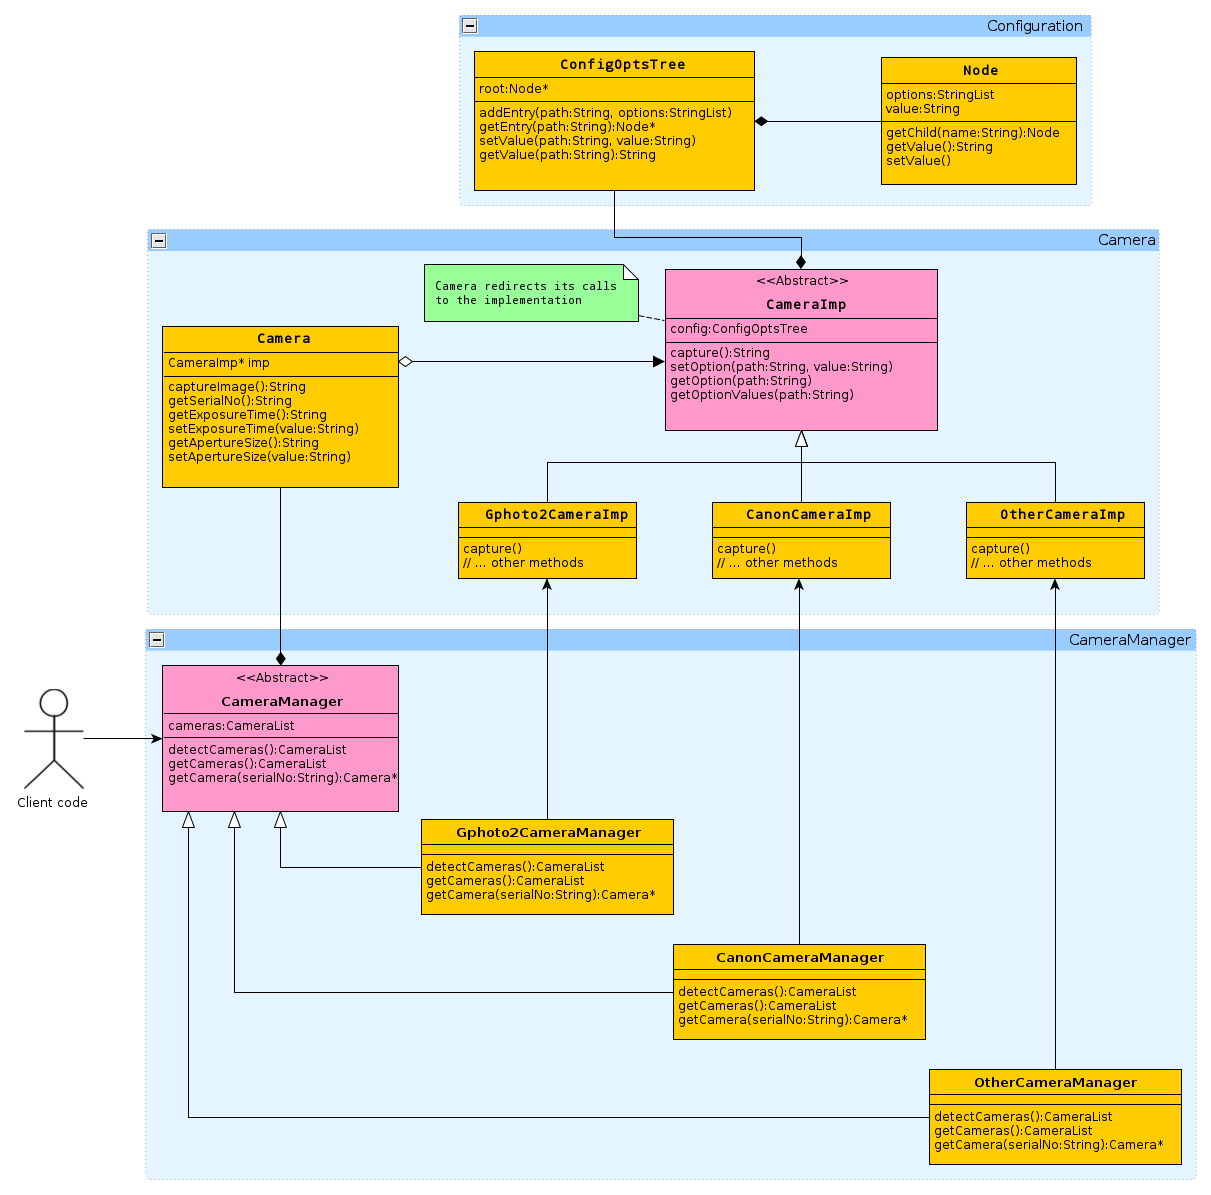 Configuration
ConfigOptsTree
root:Node*
addEntry(path:String, options:StringList)
getEntry(path:String):Node*
setValue(path:String, value:String)
getValue(path:String):String
Node
options:StringList
value:String
getChild(name:String):Node
getValue():String
setValue()
Camera
Camera redirects its calls
to the implementation
<<Abstract>>
CameraImp
config:ConfigOptsTree
capture():String
setOption(path:String, value:String)
getOption(path:String)
getOptionValues(path:String)
Camera
CameraImp* imp
captureImage():String
getSerialNo():String
getExposureTime():String
setExposureTime(value:String)
getApertureSize():String
setApertureSize(value:String)
Gphoto2CameraImp
capture()
// ... other methods
CanonCameraImp
capture()
// ... other methods
OtherCameraImp
capture()
// ... other methods
CameraManager
<<Abstract>>
CameraManager
cameras:CameraList
detectCameras():CameraList
getCameras():CameraList
getCamera(serialNo:String):Camera*
Client code
Gphoto2CameraManager
detectCameras():CameraList
getCameras():CameraList
getCamera(serialNo:String):Camera*
CanonCameraManager
detectCameras():CameraList
getCameras():CameraList
getCamera(serialNo:String):Camera*
OtherCameraManager
detectCameras():CameraList
getCameras():CameraList
getCamera(serialNo:String):Camera*